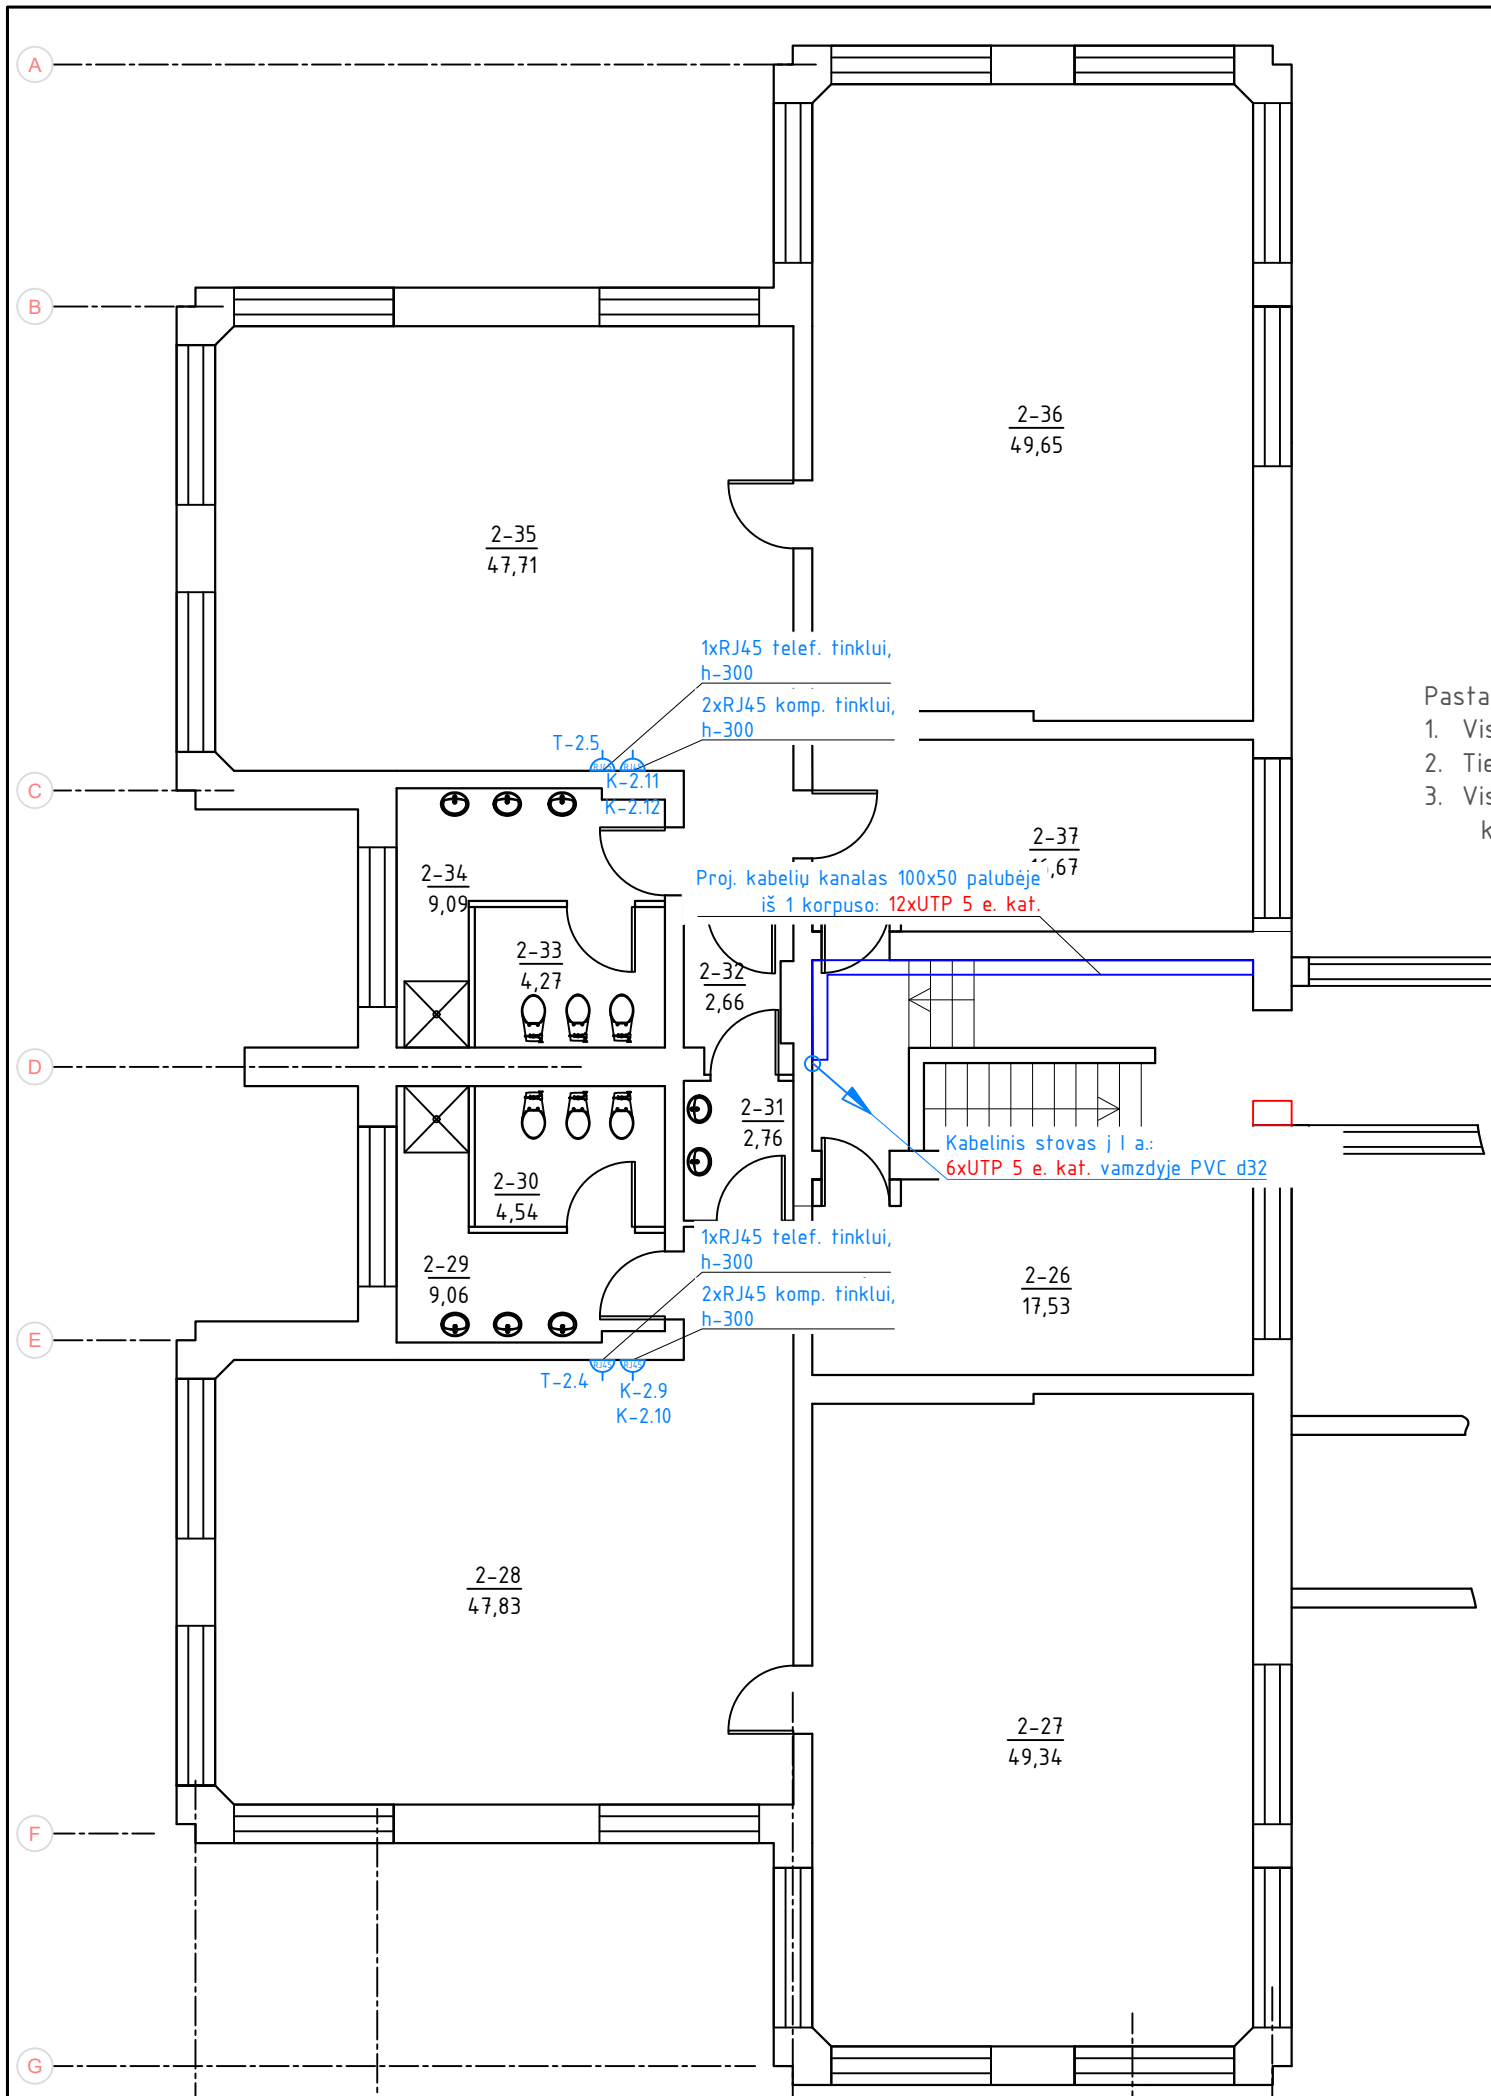 A
B
2-36
49,65
2-35
47,71
1xRJ45 telef. tinklui,
h-300
2xRJ45 komp. tinklui,
h-300
T-2.5
RJ45 RJ45
K-2.11
K-2.12
Pasta
1. Vis
2. Tie
3. Vis
k
C
2-37
,67
2-34
9,09
Proj. kabelių kanalas 100x50 palubėje
iš 1 korpuso: 12xUTP 5 e. kat.
2-33
4,27
2-32
2,66
D
2-31
2,76
Kabelinis stovas į I a.:
6xUTP 5 e. kat. vamzdyje PVC d32
2-30
4,54
1xRJ45 telef. tinklui,
h-300
2-29
9,06
2xRJ45 komp. tinklui,
h-300
2-26
17,53
E
RJ45 RJ45
T-2.4
K-2.9
K-2.10
2-28
47,83
2-27
49,34
F
G